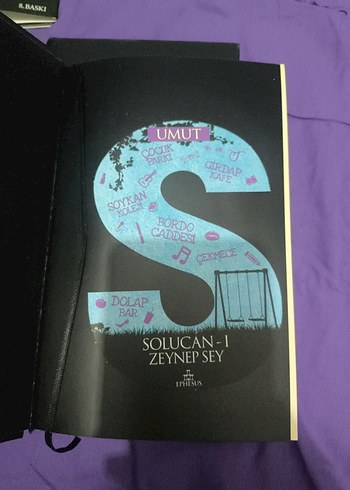 8. BASKI
UMUT
ÇOCUK
PARKI
GİRDAP
KAFE
SOYKAN
KOLEJİ
BORDO
CADDESİ
ÇEKMECE
DOLAP
BAR
SOLUCAN - I
ZEYNEP SEY
EPHESUS